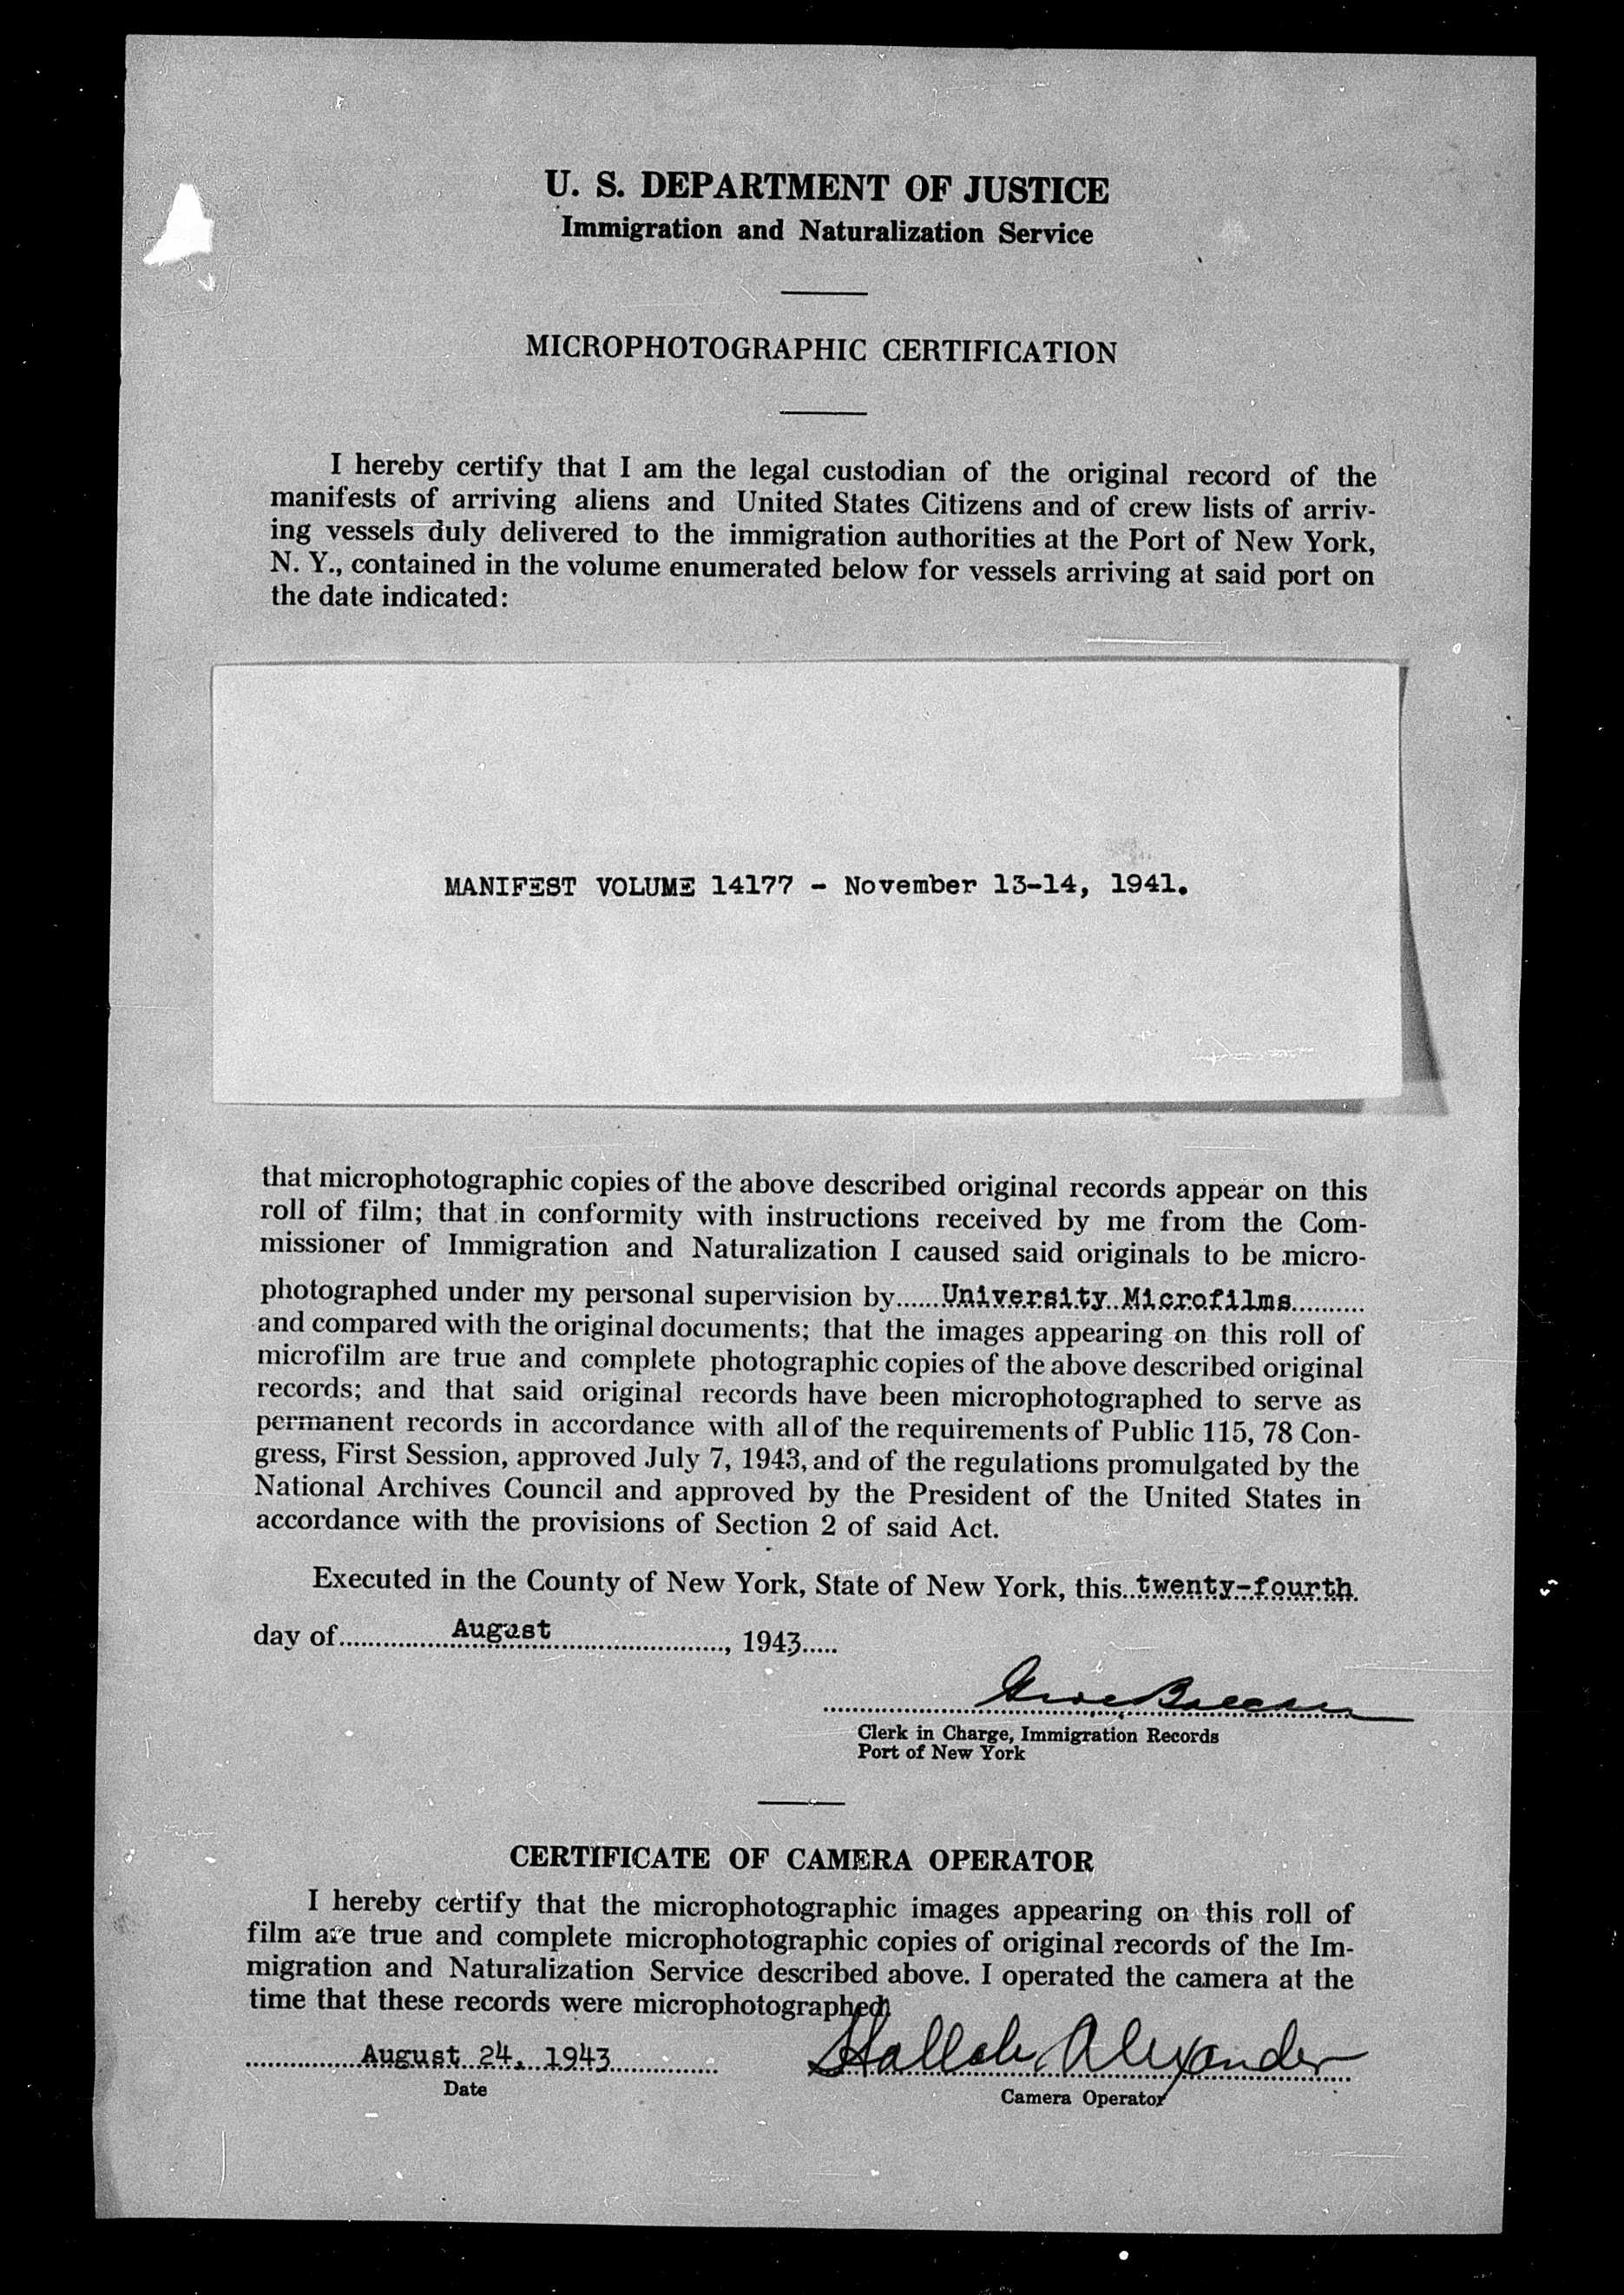 U. S. DEPARTMENT OF JUSTICE
Immigration and Naturalization Service
MICROPHOTOGRAPHIC CERTIFICATION
I hereby certify that I am the legal custodian of the original record of the
manifests of arriving aliens and United States Citizens and of crew lists of arriv-
ing vessels duly delivered to the immigration authorities at the Port of New York,
N. Y., contained in the volume enumerated below for vessels arriving at said port on
the date indicated:
MANIFEST VOLUME 14177 - November 13-14, 1941.
that microphotographic copies of the above described original records appear on this
roll of film; that in conformity with instructions received by me from the Com-
missioner of Immigration and Naturalization I caused said originals to be micro-
photographed under my personal supervision by......University Microfilms..........
and compared with the original documents; that the images appearing on this roll of
microfilm are true and complete photographic copies of the above described original
records; and that said original records have been microphotographed to serve as
permanent records in accordance with all of the requirements of Public 115, 78 Con-
gress, First Session, approved July 7, 1943, and of the regulations promulgated by the
National Archives Council and approved by the President of the United States in
accordance with the provisions of Section 2 of said Act.
Executed in the County of New York, State of New York, this..twenty-fourth
day of................August........................, 1943.....
Clerk in Charge, Immigration Records
Port of New York
CERTIFICATE OF CAMERA OPERATOR
I hereby certify that the microphotographic images appearing on this roll of
film are true and complete microphotographic copies of original records of the Im-
migration and Naturalization Service described above. I operated the camera at the
time that these records were microphotographed.
August 24, 1943 Alexander
Date
Camera Operator